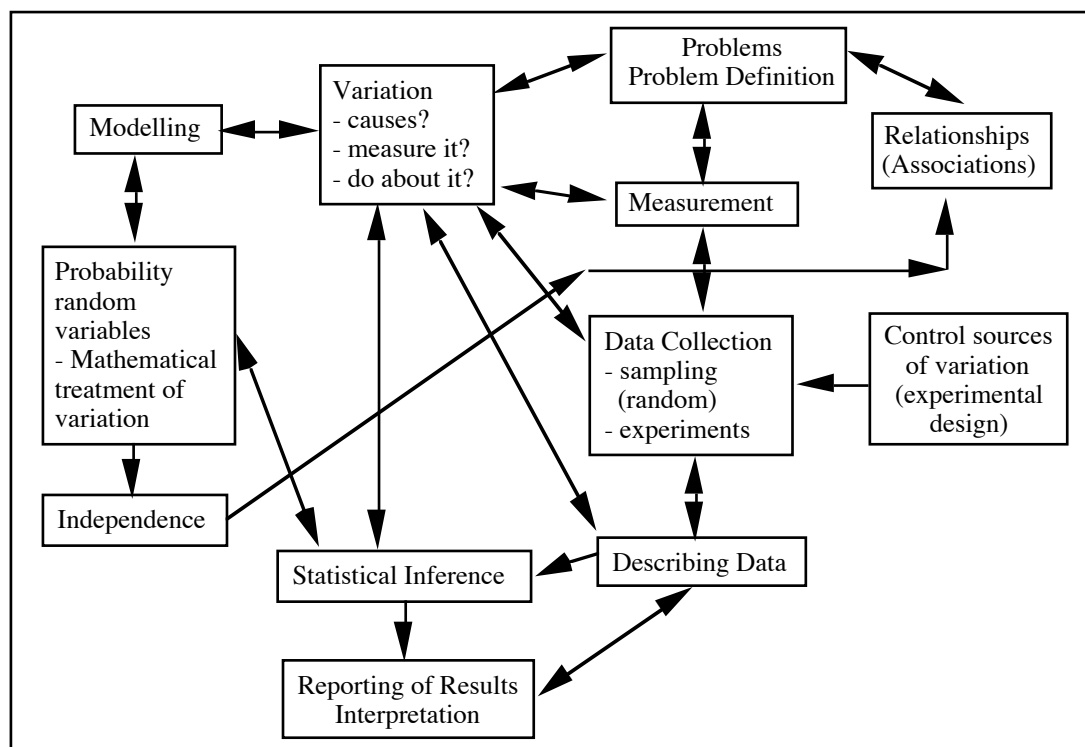 Problems
Problem Definition
Variation
- causes?
- measure it?
- do about it?
Modelling
Relationships
(Associations)
Measurement
Probability
random
variables
- Mathematical
treatment of
variation
Data Collection
- sampling
(random)
- experiments
Control sources
of variation
(experimental
design)
Independence
Statistical Inference
Describing Data
Reporting of Results
Interpretation